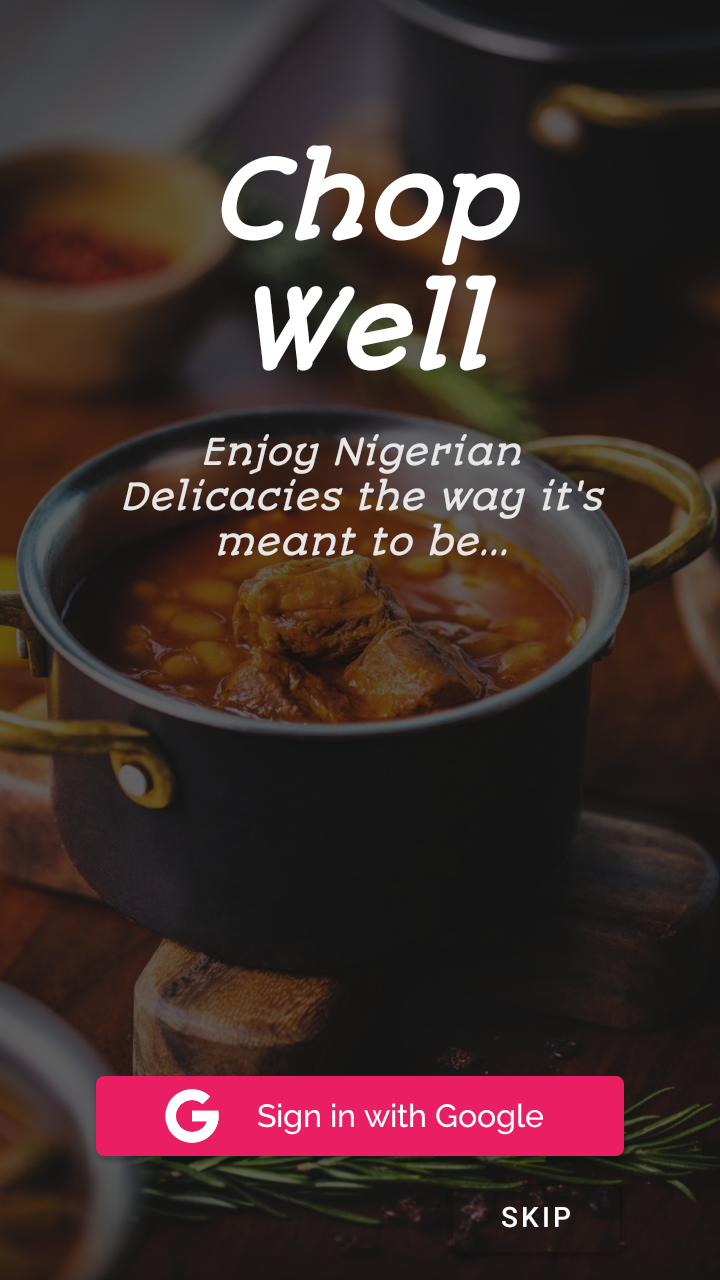 Chop
Well
Enjoy Nigerian
Delicacies the way it's
meant to be...
Sign in with Google
SKIP